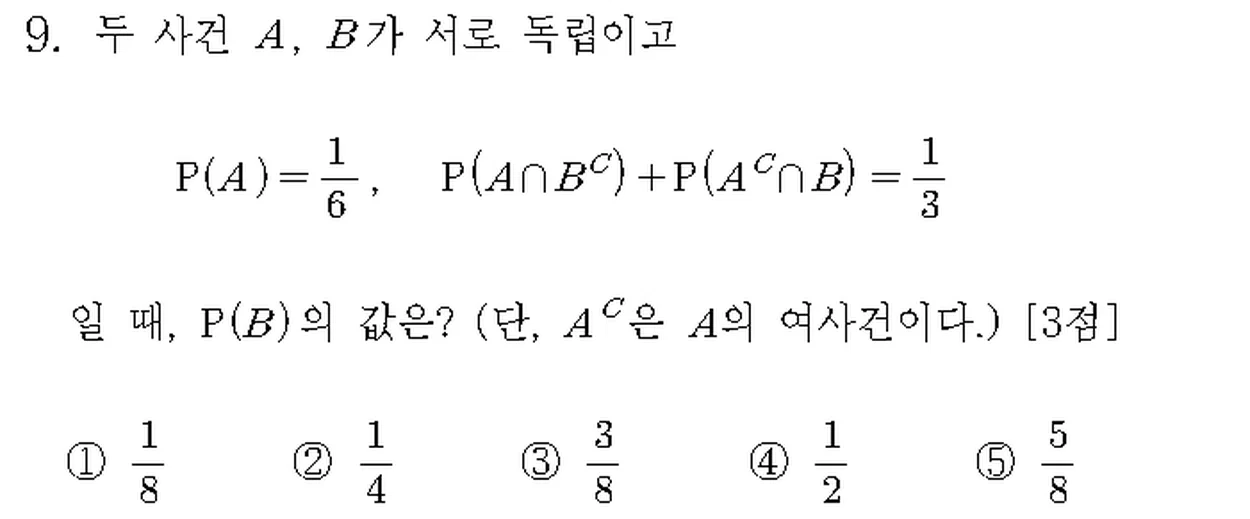 9. 두 사건 A, B가 서로 독립이고
P(A)=1/6, P(A∩B^C)+P(A^C∩B)=1/3
일 때, P(B)의 값은? (단, A^C은 A의 여사건이다.) [3점]
① 1/8 ② 1/4 ③ 3/8 ④ 1/2 ⑤ 5/8